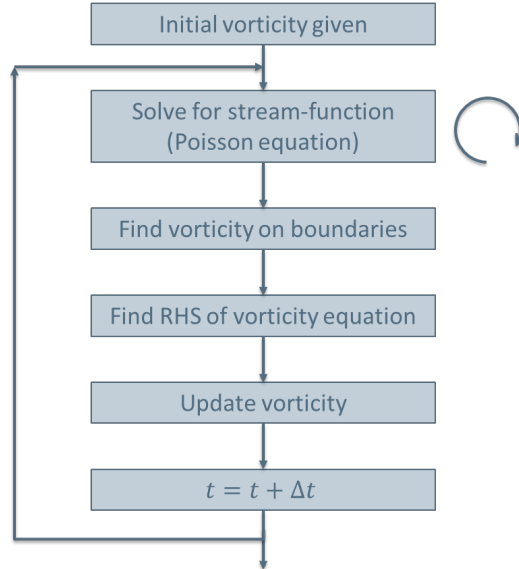 Initial vorticity given
Solve for stream-function
(Poisson equation)
Find vorticity on boundaries
Find RHS of vorticity equation
Update vorticity
t = t + Δt